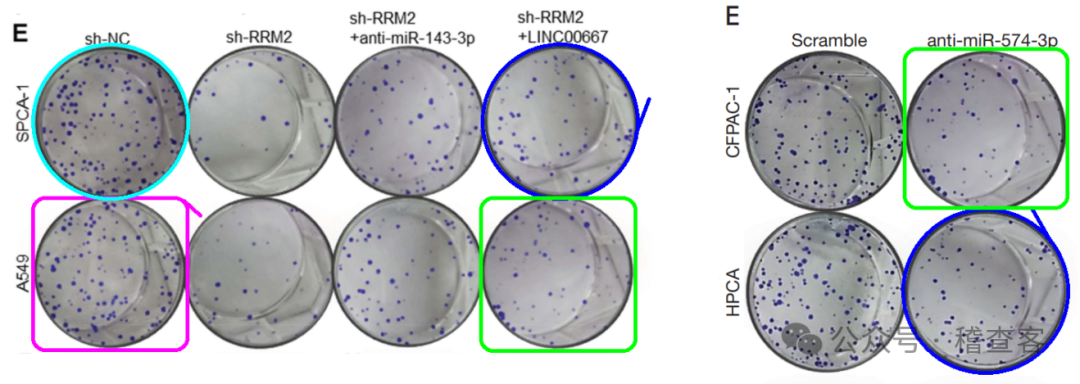 E
sh-NC
sh-RRM2
sh-RRM2
+anti-miR-143-3p
sh-RRM2
+LINC00667
SPCA-1
A549
E
Scramble
anti-miR-574-3p
CFPAC-1
HPCA
公众号 稽查客